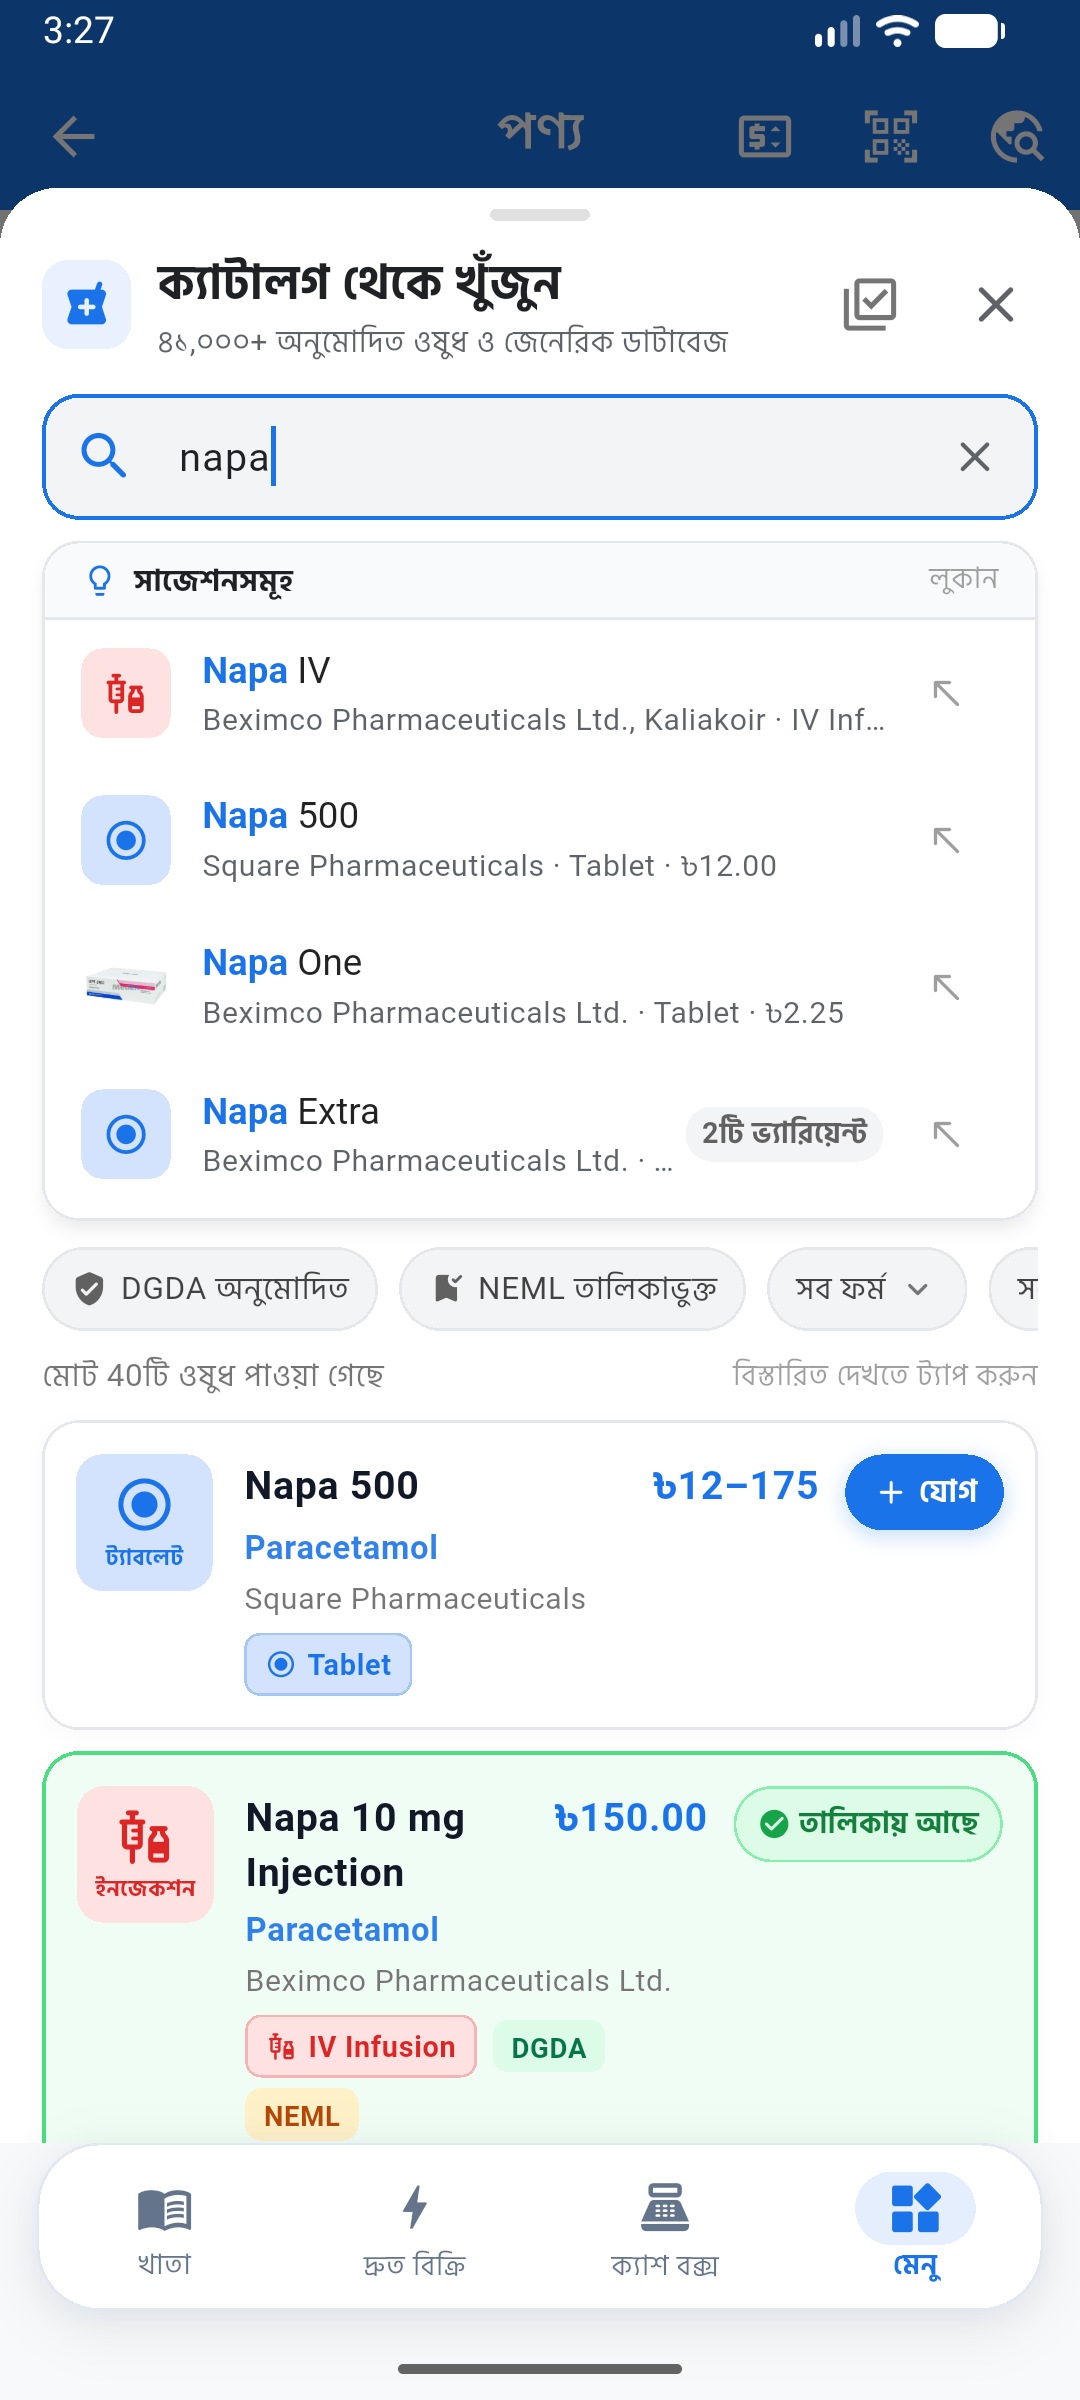 3:27
পণ্য
ক্যাটালগ থেকে খুঁজুন
৪১,০০০+ অনুমোদিত ওষুধ ও জেনেরিক ডাটাবেজ
napa
সাজেশনসমূহ
লুকান
Napa IV
Beximco Pharmaceuticals Ltd., Kaliakoir · IV Inf...
Napa 500
Square Pharmaceuticals · Tablet · ৳12.00
Napa One
Beximco Pharmaceuticals Ltd. · Tablet · ৳2.25
Napa Extra
Beximco Pharmaceuticals Ltd. · ...
2টি ভ্যারিয়েন্ট
DGDA অনুমোদিত
NEML তালিকাভুক্ত
সব ফর্ম
মোট 40টি ওষুধ পাওয়া গেছে
বিস্তারিত দেখতে ট্যাপ করুন
ট্যাবলেট
Napa 500
৳12–175
+ যোগ
Paracetamol
Square Pharmaceuticals
Tablet
ইনজেকশন
Napa 10 mg
Injection
৳150.00
তালিকায় আছে
Paracetamol
Beximco Pharmaceuticals Ltd.
IV Infusion
DGDA
NEML
খাতা
দ্রুত বিক্রি
ক্যাশ বক্স
মেনু